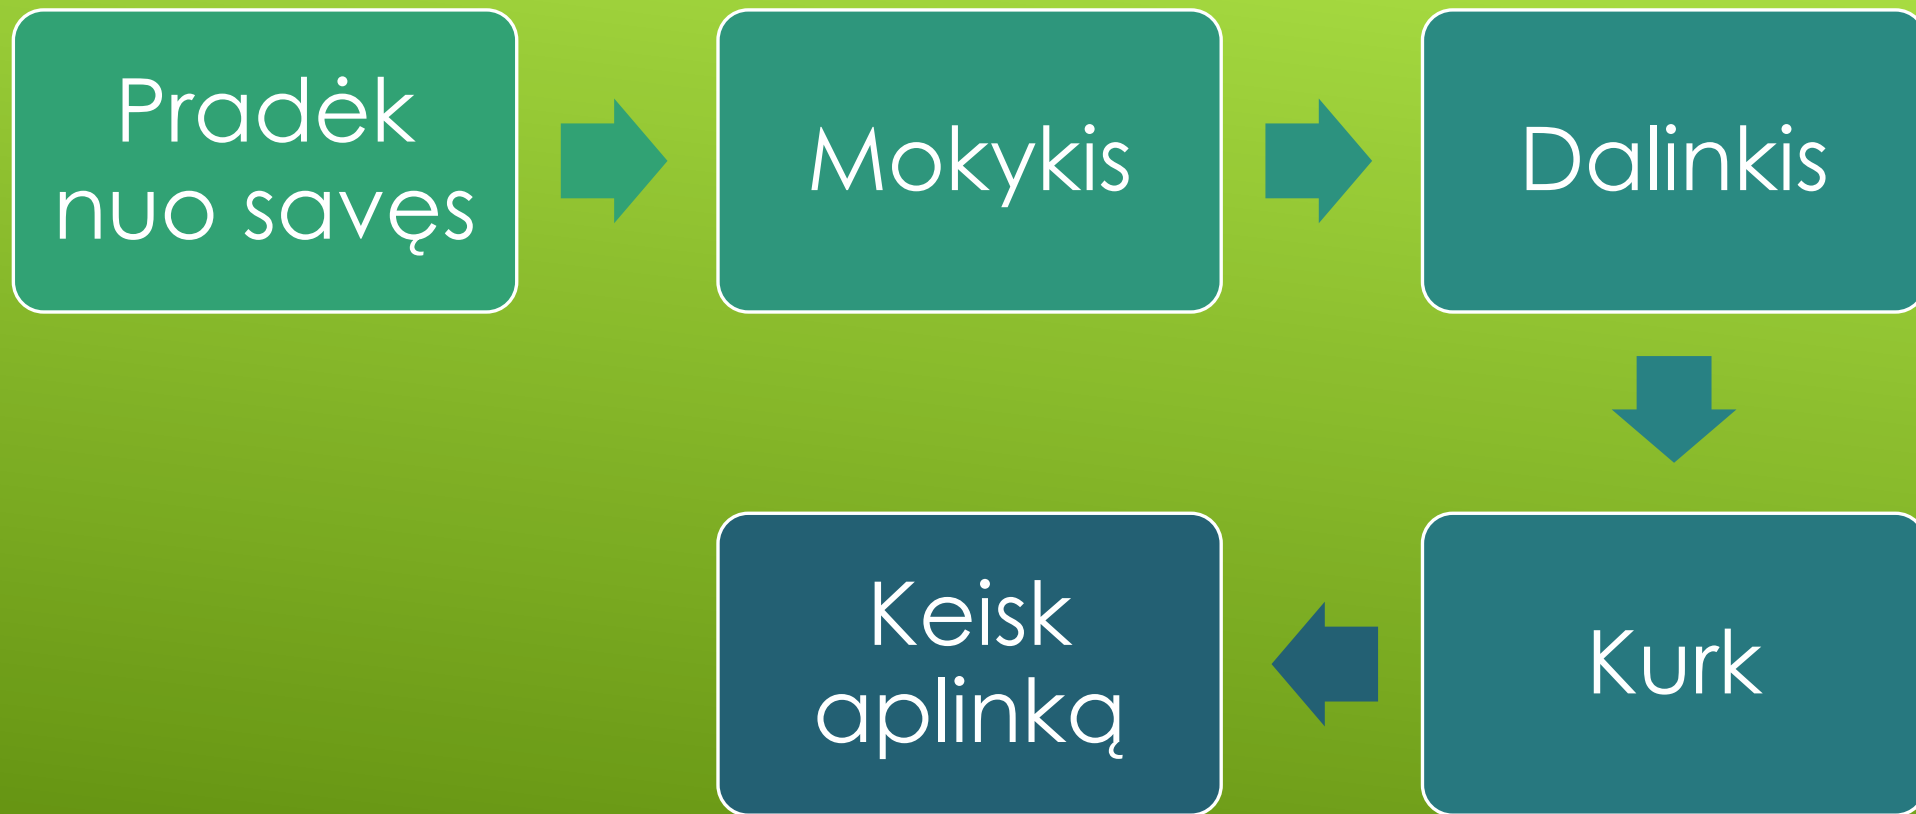 Pradėk
nuo savęs
Mokykis
Dalinkis
Kurk
Keisk
aplinką